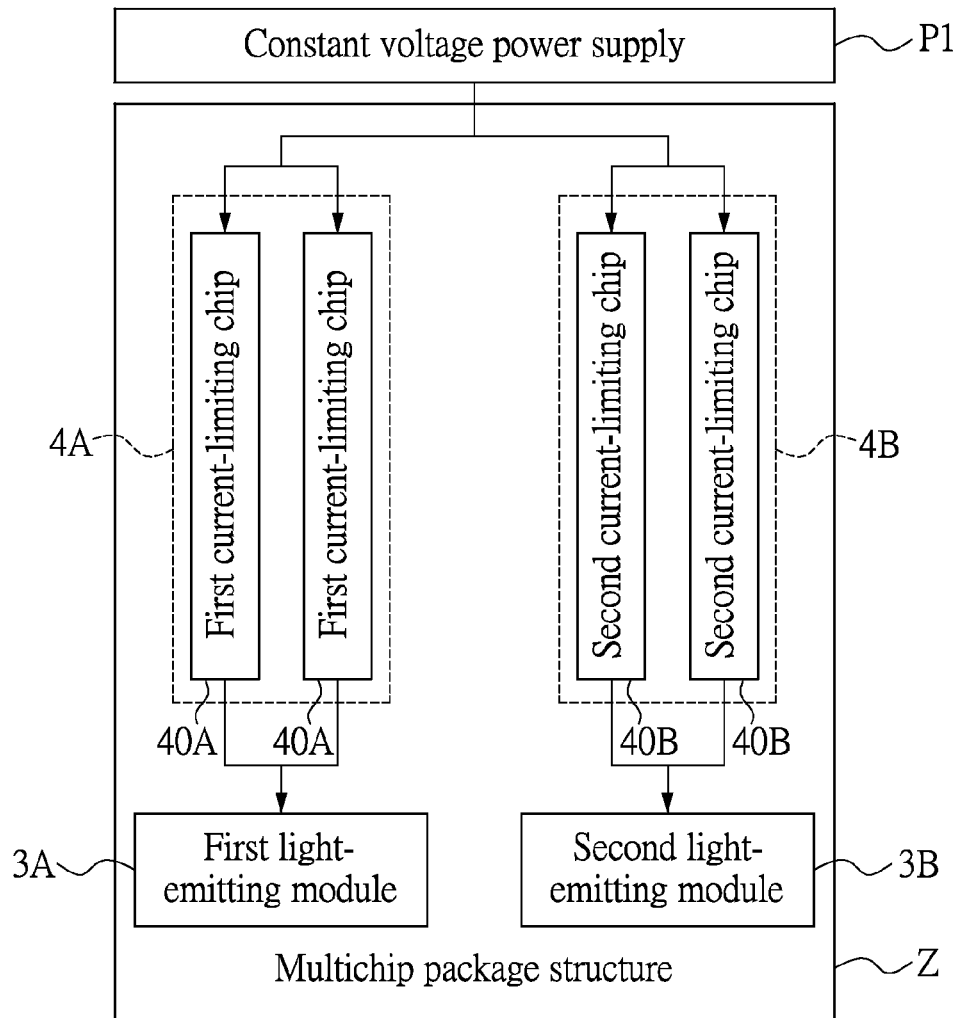 Constant voltage power supply
P1
First current-limiting chip
First current-limiting chip
Second current-limiting chip
Second current-limiting chip
4A
4B
40A
40A
40B
40B
First light-
emitting module
Second light-
emitting module
3A
3B
Multichip package structure
Z